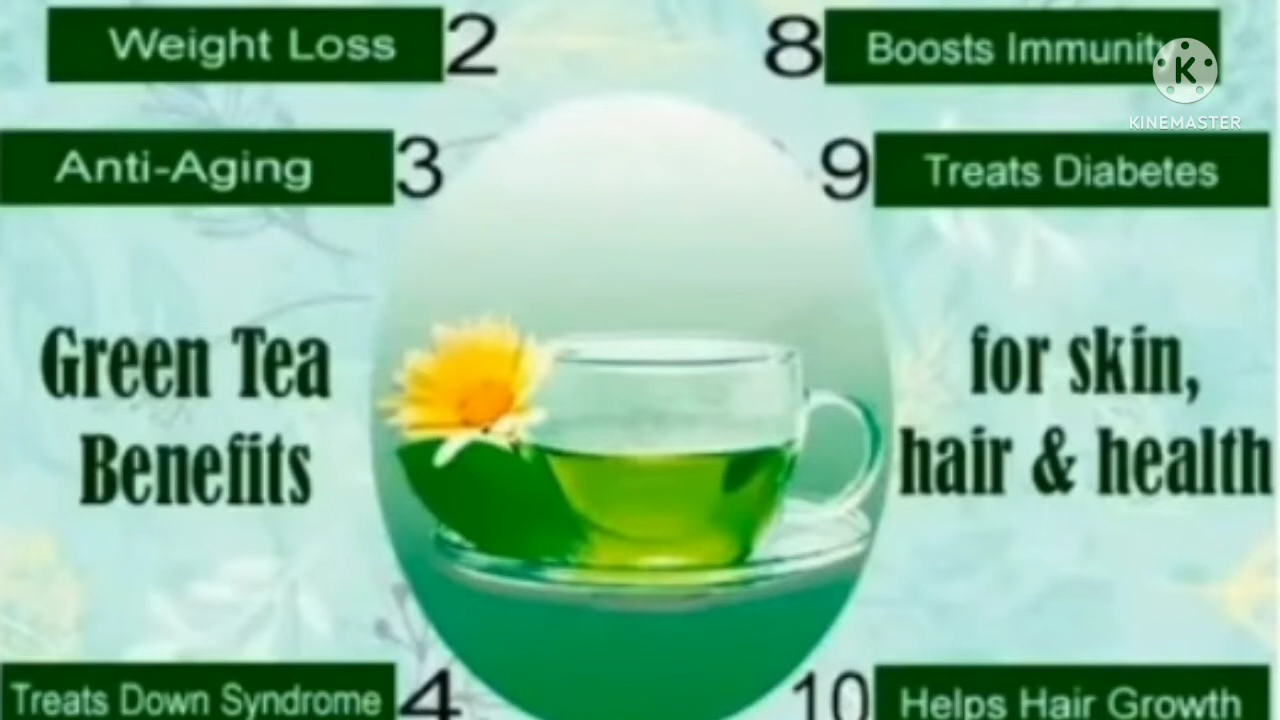 Weight Loss 2
8 Boosts Immunity
KINEMASTER
Anti-Aging 3
9 Treats Diabetes
Green Tea
Benefits
for skin,
hair & health
Treats Down Syndrome 4
10 Helps Hair Growth